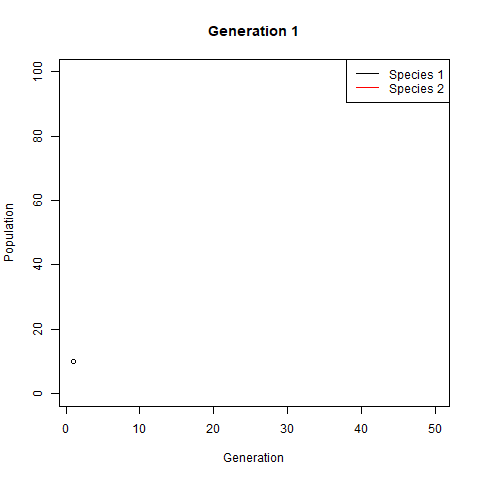 Generation 1
Species 1
Species 2
Population
100
80
60
40
20
0
0 10 20 30 40 50
Generation